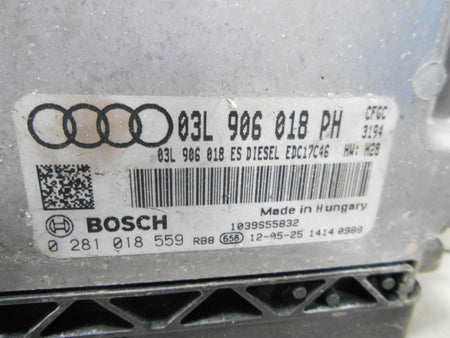 03L 906 018 PH CFGC
3194
03L 906 018 ES DIESEL EDC17C46 HW: H28
Made in Hungary
BOSCH 1039S55832
0 281 018 559 RBB 658 12-05-25 1414 0988